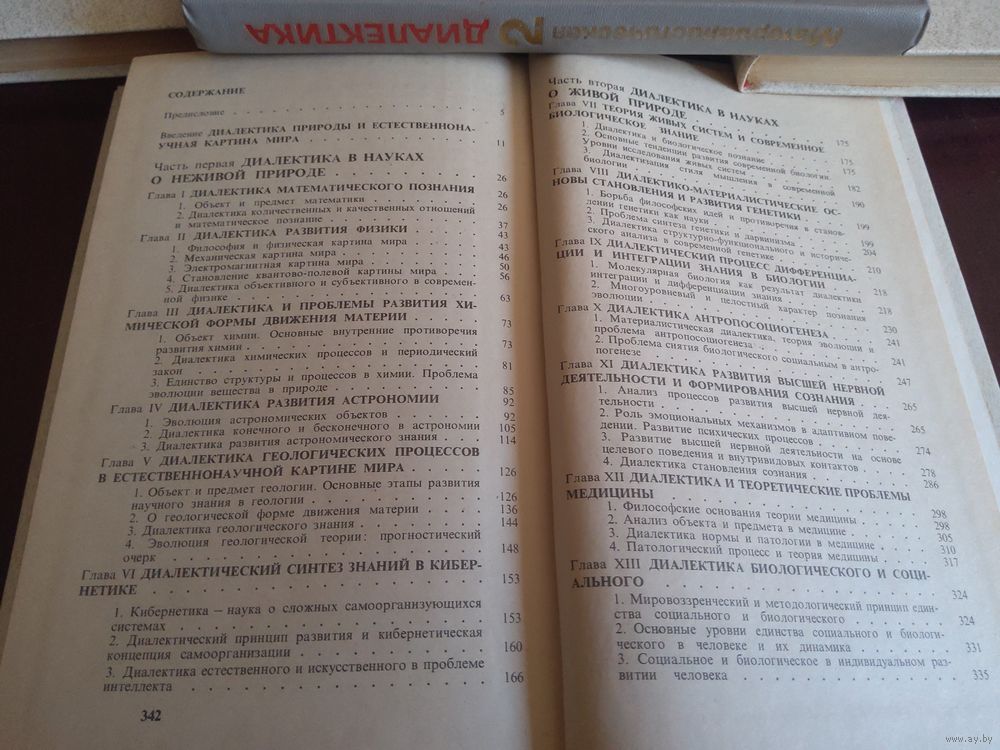 Материалистическая 2 ДИАЛЕКТИКА
СОДЕРЖАНИЕ
Предисловие . . . . . . . . . . 5
Введение ДИАЛЕКТИКА ПРИРОДЫ И ЕСТЕСТВЕННОНА-
УЧНАЯ КАРТИНА МИРА . . . . . . . . . . 11
Часть первая ДИАЛЕКТИКА В НАУКАХ
О НЕЖИВОЙ ПРИРОДЕ . . . . . . . . . . 26
Глава I ДИАЛЕКТИКА МАТЕМАТИЧЕСКОГО ПОЗНАНИЯ 26
1. Объект и предмет математики . . . . . . 26
2. Диалектика количественных и качественных отношений
и математическое познание . . . . . . 37
Глава II ДИАЛЕКТИКА РАЗВИТИЯ ФИЗИКИ . . . . 43
1. Философия и физическая картина мира . . . . 43
2. Механическая картина мира . . . . . . 46
3. Электромагнитная картина мира . . . . . . 50
4. Становление квантово-полевой картины мира . . . . 56
5. Диалектика объективного и субъективного в современ-
ной физике . . . . . . . . . . 63
Глава III ДИАЛЕКТИКА И ПРОБЛЕМЫ РАЗВИТИЯ ХИ-
МИЧЕСКОЙ ФОРМЫ ДВИЖЕНИЯ МАТЕРИИ . . . . 73
1. Объект химии. Основные внутренние противоречия
развития химии . . . . . . . . . . 73
2. Диалектика химических процессов и периодический
закон . . . . . . . . . . 81
3. Единство структуры и процессов в химии. Проблема
эволюции вещества в природе . . . . . . 85
Глава IV ДИАЛЕКТИКА РАЗВИТИЯ АСТРОНОМИИ . . . . 92
1. Эволюция астрономических объектов . . . . 92
2. Диалектика конечного и бесконечного в астрономии 105
3. Диалектика развития астрономического знания . . . . 114
Глава V ДИАЛЕКТИКА ГЕОЛОГИЧЕСКИХ ПРОЦЕССОВ
В ЕСТЕСТВЕННОНАУЧНОЙ КАРТИНЕ МИРА . . . . 126
1. Объект и предмет геологии. Основные этапы развития
научного знания в геологии . . . . . . 126
2. О геологической форме движения материи . . . . 136
3. Диалектика геологического знания . . . . . . 144
4. Эволюция геологической теории: прогностический
очерк . . . . . . . . . . 148
Глава VI ДИАЛЕКТИЧЕСКИЙ СИНТЕЗ ЗНАНИЙ В КИБЕР-
НЕТИКЕ . . . . . . . . . . 153
1. Кибернетика – наука о сложных самоорганизующихся
системах . . . . . . . . . . 153
2. Диалектический принцип развития и кибернетическая
концепция самоорганизации . . . . . . 160
3. Диалектика естественного и искусственного в проблеме
интеллекта . . . . . . . . . . 166
342
Часть вторая ДИАЛЕКТИКА В НАУКАХ
О ЖИВОЙ ПРИРОДЕ . . . . . . . . . . 175
Глава VII ТЕОРИЯ ЖИВЫХ СИСТЕМ И СОВРЕМЕННОЕ
БИОЛОГИЧЕСКОЕ ЗНАНИЕ . . . . . . 175
1. Диалектика и биологическое познание . . . . 175
2. Основные тенденции развития современной биологии.
Уровни исследования живых систем . . . . 182
3. Диалектизация стиля мышления в современной
биологии . . . . . . . . . . 190
Глава VIII ДИАЛЕКТИКО-МАТЕРИАЛИСТИЧЕСКИЕ ОС-
НОВЫ СТАНОВЛЕНИЯ И РАЗВИТИЯ ГЕНЕТИКИ . . . . 199
1. Борьба философских идей и противоречия в станов-
лении генетики как науки . . . . . . 199
2. Проблема синтеза генетики и дарвинизма . . . . 204
3. Диалектика структурно-функционального и историче-
ского анализа в современной генетике . . . . 210
Глава IX ДИАЛЕКТИЧЕСКИЙ ПРОЦЕСС ДИФФЕРЕНЦИА-
ЦИИ И ИНТЕГРАЦИИ ЗНАНИЯ В БИОЛОГИИ . . . . 218
1. Молекулярная биология как результат диалектики
интеграции и дифференциации знания . . . . 218
2. Многоуровневый и целостный характер познания
эволюции . . . . . . . . . . 230
Глава X ДИАЛЕКТИКА АНТРОПОСОЦИОГЕНЕЗА . . . . 241
1. Материалистическая диалектика, теория эволюции и
проблема антропосоциогенеза . . . . . . 241
2. Проблема снятия биологического социальным в антро-
погенезе . . . . . . . . . . 247
Глава XI ДИАЛЕКТИКА РАЗВИТИЯ ВЫСШЕЙ НЕРВНОЙ
ДЕЯТЕЛЬНОСТИ И ФОРМИРОВАНИЯ СОЗНАНИЯ . . . . 265
1. Анализ процессов развития высшей нервной дея-
тельности . . . . . . . . . . 265
2. Роль эмоциональных механизмов в адаптивном пове-
дении. Развитие психических процессов . . . . 274
3. Развитие высшей нервной деятельности на основе
целевого поведения и внутривидовых контактов . . . . 278
4. Диалектика становления сознания . . . . . . 286
Глава XII ДИАЛЕКТИКА И ТЕОРЕТИЧЕСКИЕ ПРОБЛЕМЫ
МЕДИЦИНЫ . . . . . . . . . . 298
1. Философские основания теории медицины . . . . 298
2. Анализ объекта и предмета в медицине . . . . 305
3. Диалектика нормы и патологии в медицине . . . . 310
4. Патологический процесс и теория медицины . . . . 317
Глава XIII ДИАЛЕКТИКА БИОЛОГИЧЕСКОГО И СОЦИ-
АЛЬНОГО . . . . . . . . . . 324
1. Мировоззренческий и методологический принцип един-
ства социального и биологического . . . . 324
2. Основные уровни единства социального и биологи-
ческого в человеке и их динамика . . . . 331
3. Социальное и биологическое в индивидуальном раз-
витии человека . . . . . . . . . . 335
www.ay.by